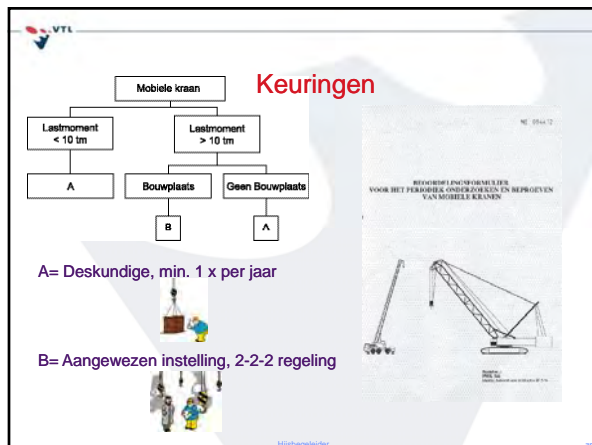 VTL
Keuringen
Mobiele kraan
Lastmoment
< 10 tm
Lastmoment
> 10 tm
A
Bouwplaats
Geen Bouwplaats
B
A
A= Deskundige, min. 1 x per jaar
B= Aangewezen instelling, 2-2-2 regeling
BEOORDELINGSFORMULIER
VOOR HET PERIODIEK ONDERZOEKEN EN BEPROEVEN
VAN MOBIELE KRANEN
Hijsbegeleider